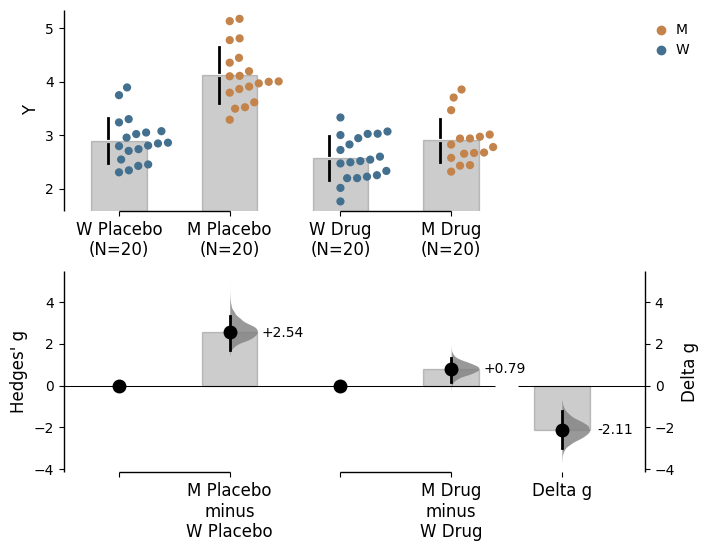 M
W
5
4
3
2
Y
W Placebo
(N=20)
M Placebo
(N=20)
W Drug
(N=20)
M Drug
(N=20)
4
2
0
−2
−4
Hedges' g
+2.54
+0.79
-2.11
4
2
0
−2
−4
Delta g
M Placebo
minus
W Placebo
M Drug
minus
W Drug
Delta g